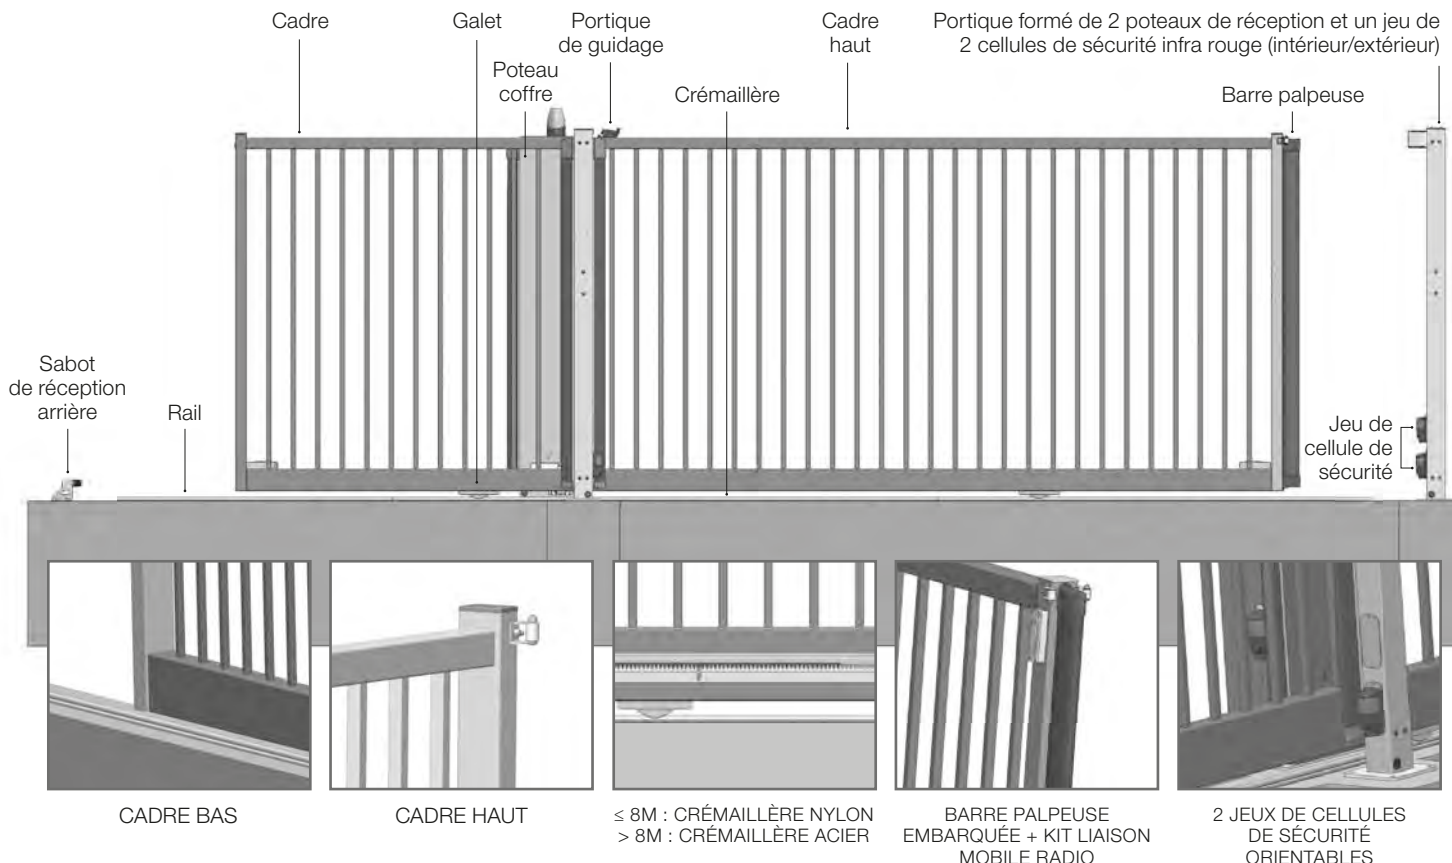 Cadre
Galet
Portique
de guidage
Cadre
haut
Portique formé de 2 poteaux de réception et un jeu de
2 cellules de sécurité infra rouge (intérieur/extérieur)
Poteau
coffre
Crémaillère
Barre palpeuse
Sabot
de réception
arrière
Rail
Jeu de
cellule de
sécurité
CADRE BAS
CADRE HAUT
≤ 8M : CRÉMAILLÈRE NYLON
> 8M : CRÉMAILLÈRE ACIER
BARRE PALPEUSE
EMBARQUÉE + KIT LIAISON
MOBILE RADIO
2 JEUX DE CELLULES
DE SÉCURITÉ
ORIENTABLES